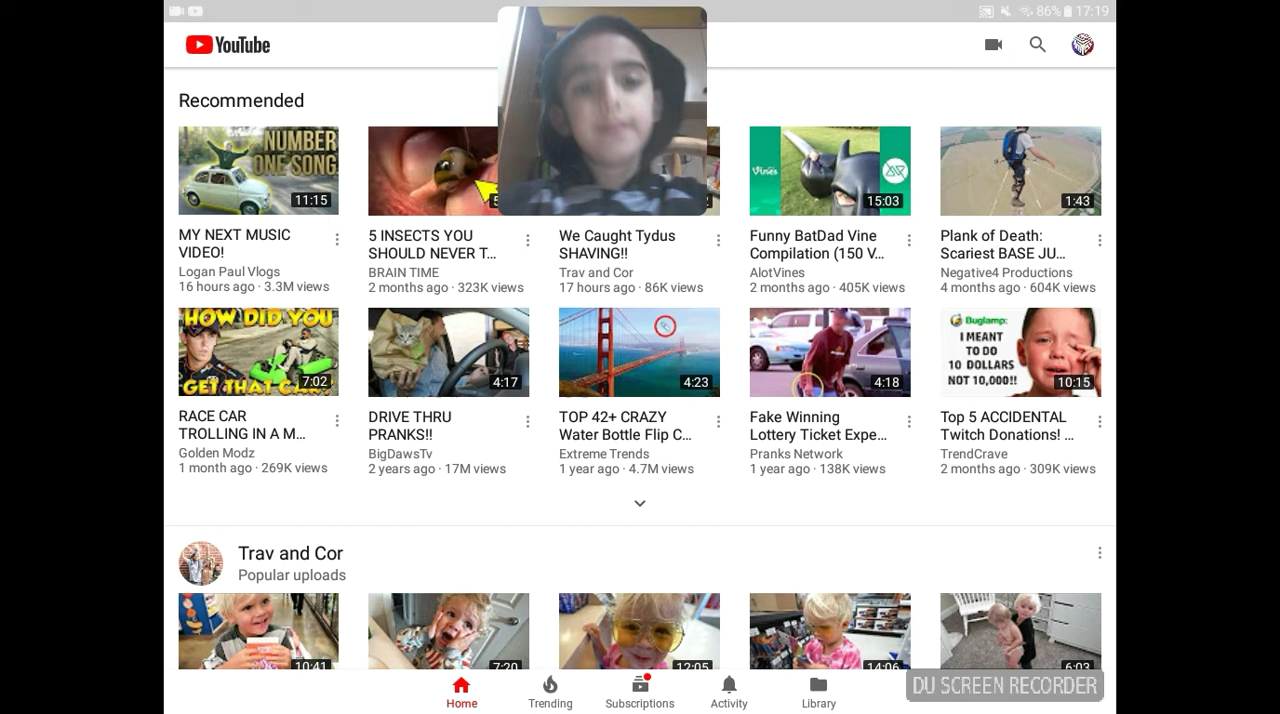 86% 17:19
YouTube
Recommended
NUMBER
ONE SONG
11:15
Vines
15:03
1:43
MY NEXT MUSIC
VIDEO!
Logan Paul Vlogs
16 hours ago · 3.3M views
5 INSECTS YOU
SHOULD NEVER T...
BRAIN TIME
2 months ago · 323K views
We Caught Tydus
SHAVING!!
Trav and Cor
17 hours ago · 86K views
Funny BatDad Vine
Compilation (150 V...
AlotVines
2 months ago · 405K views
Plank of Death:
Scariest BASE JU...
Negative4 Productions
4 months ago · 604K views
HOW DID YOU
GET THAT CAR?
7:02
4:17
4:23
4:18
Buglamp:
I MEANT
TO DO
10 DOLLARS
NOT 10,000!!
10:15
RACE CAR
TROLLING IN A M...
Golden Modz
1 month ago · 269K views
DRIVE THRU
PRANKS!!
BigDawsTv
2 years ago · 17M views
TOP 42+ CRAZY
Water Bottle Flip C...
Extreme Trends
1 year ago · 4.7M views
Fake Winning
Lottery Ticket Expe...
Pranks Network
1 year ago · 138K views
Top 5 ACCIDENTAL
Twitch Donations! ...
TrendCrave
2 months ago · 309K views
Trav and Cor
Popular uploads
10:41
7:20
12:05
14:06
6:03
Home
Trending
Subscriptions
Activity
Library
DU SCREEN RECORDER